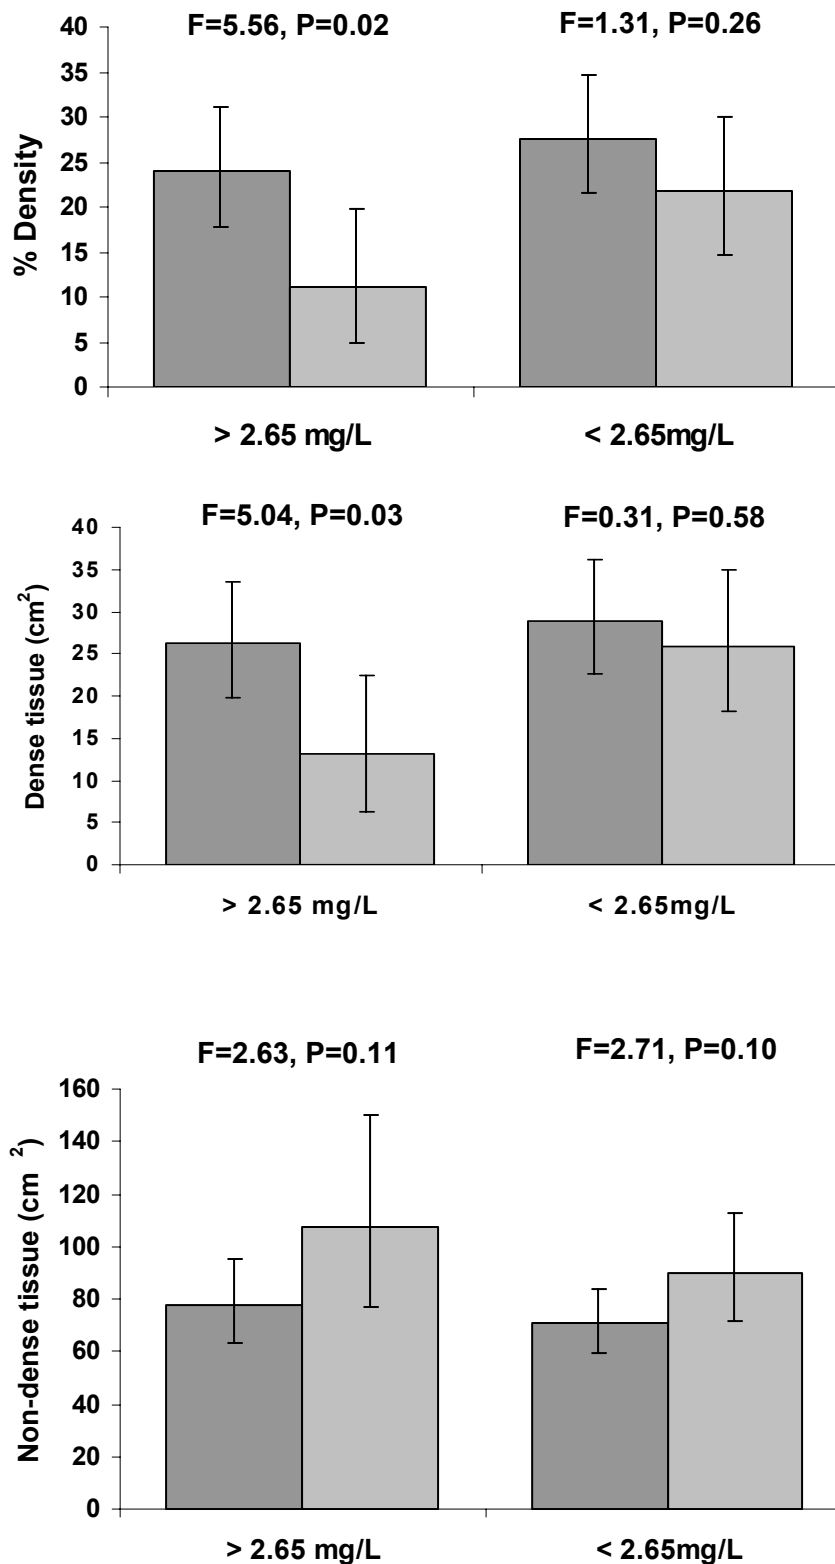 F=5.56, P=0.02
F=1.31, P=0.26
% Density
40
35
30
25
20
15
10
5
0
> 2.65 mg/L
< 2.65mg/L
F=5.04, P=0.03
F=0.31, P=0.58
Dense tissue (cm²)
40
35
30
25
20
15
10
5
0
> 2.65 mg/L
< 2.65mg/L
F=2.63, P=0.11
F=2.71, P=0.10
Non-dense tissue (cm ²)
160
140
120
100
80
60
40
20
0
> 2.65 mg/L
< 2.65mg/L